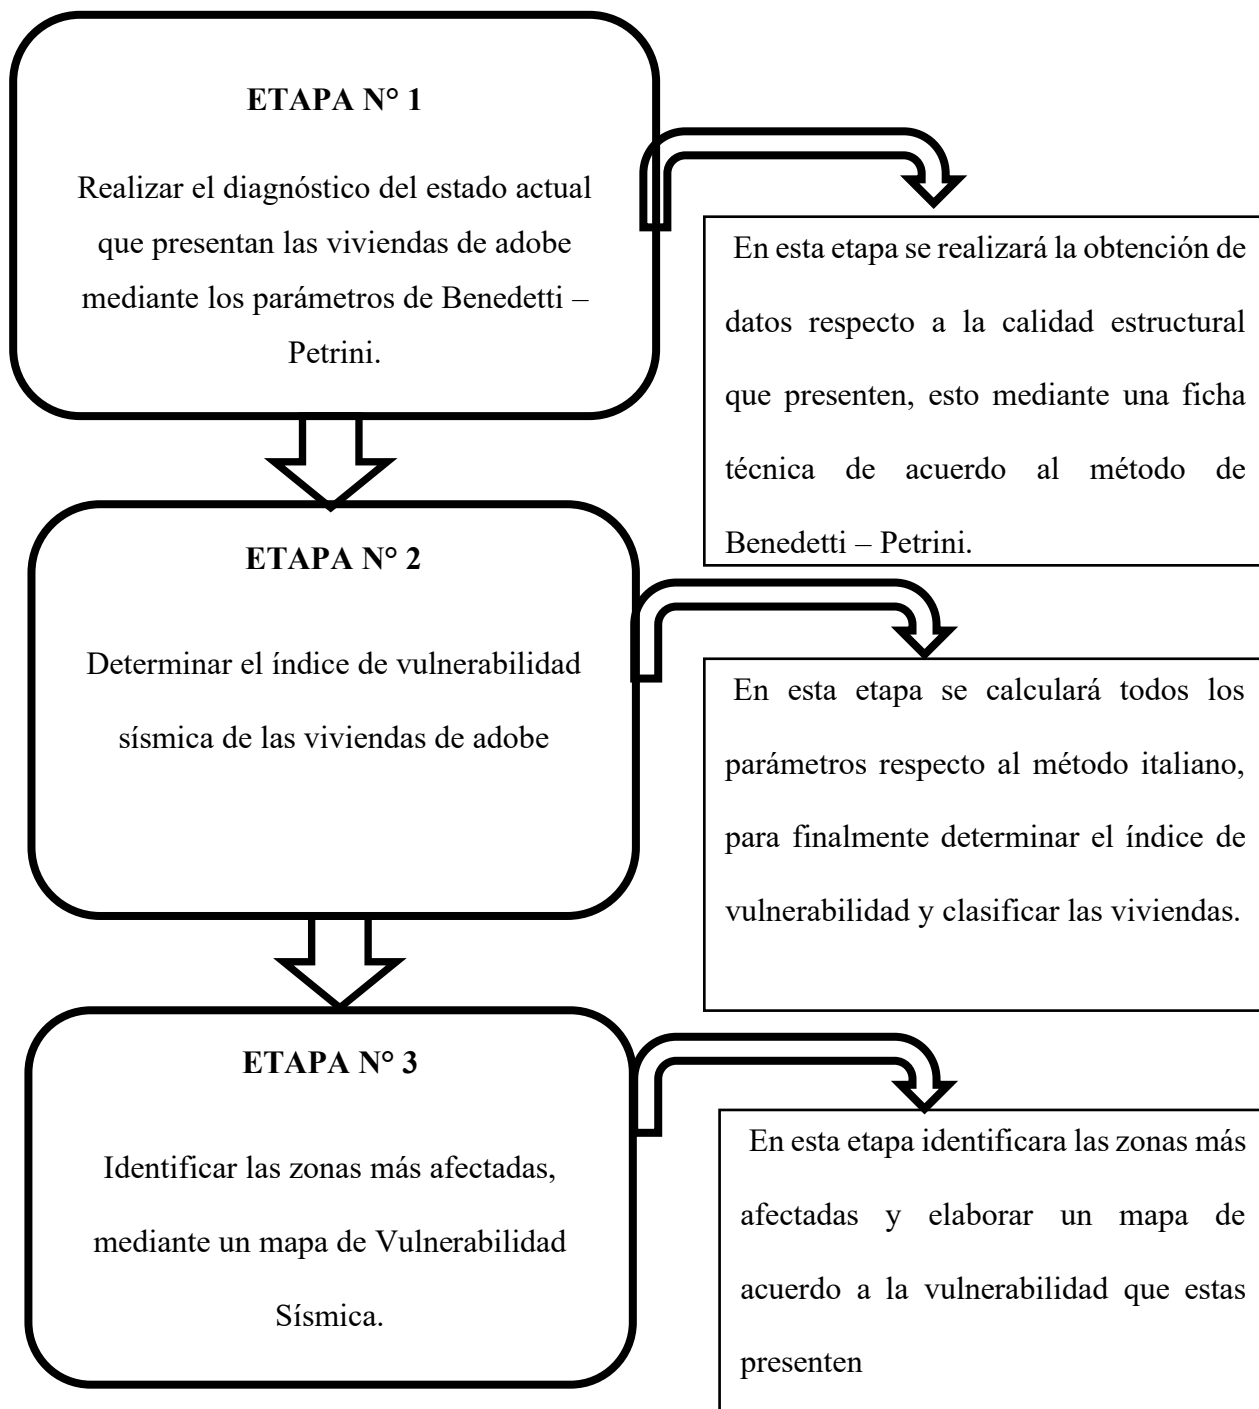 ETAPA N° 1
Realizar el diagnóstico del estado actual
que presentan las viviendas de adobe
mediante los parámetros de Benedetti –
Petrini.
En esta etapa se realizará la obtención de
datos respecto a la calidad estructural
que presenten, esto mediante una ficha
técnica de acuerdo al método de
Benedetti – Petrini.
ETAPA N° 2
Determinar el índice de vulnerabilidad
sísmica de las viviendas de adobe
En esta etapa se calculará todos los
parámetros respecto al método italiano,
para finalmente determinar el índice de
vulnerabilidad y clasificar las viviendas.
ETAPA N° 3
Identificar las zonas más afectadas,
mediante un mapa de Vulnerabilidad
Sísmica.
En esta etapa identificara las zonas más
afectadas y elaborar un mapa de
acuerdo a la vulnerabilidad que estas
presenten